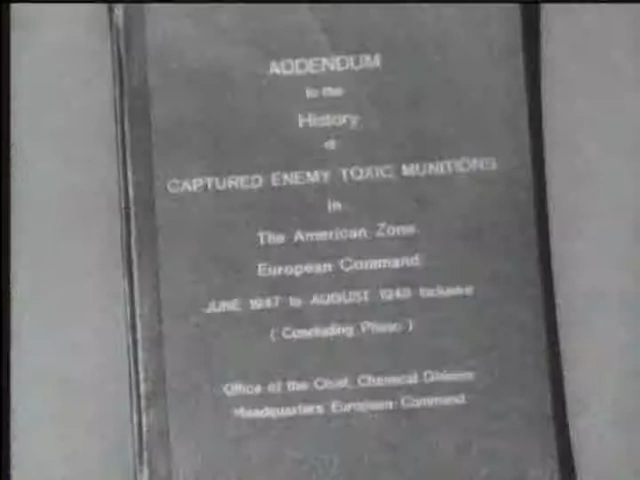 ADDENDUM
to the
History
of
CAPTURED ENEMY TOXIC MUNITIONS
in
The American Zone
European Command
JUNE 1947 to AUGUST 1948 Inclusive
( Concluding Phase )
Office of the Chief, Chemical Division
Headquarters European Command